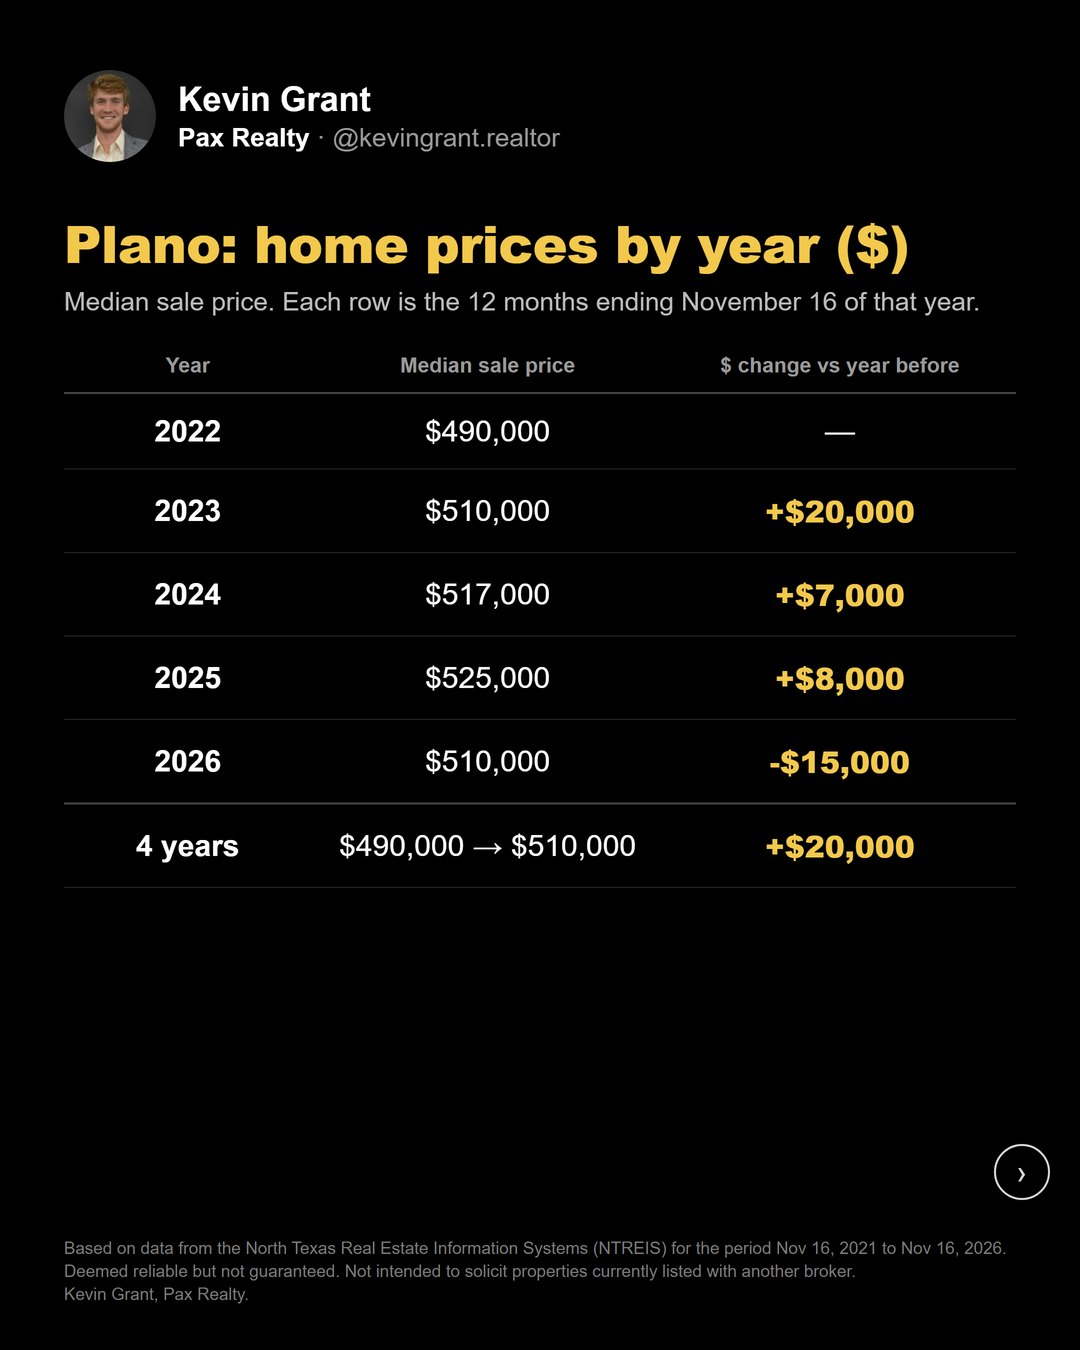 Kevin Grant
Pax Realty · @kevingrant.realtor
Plano: home prices by year ($)
Median sale price. Each row is the 12 months ending November 16 of that year.
Year Median sale price $ change vs year before
2022 $490,000 —
2023 $510,000 +$20,000
2024 $517,000 +$7,000
2025 $525,000 +$8,000
2026 $510,000 -$15,000
4 years $490,000 → $510,000 +$20,000
›
Based on data from the North Texas Real Estate Information Systems (NTREIS) for the period Nov 16, 2021 to Nov 16, 2026.
Deemed reliable but not guaranteed. Not intended to solicit properties currently listed with another broker.
Kevin Grant, Pax Realty.